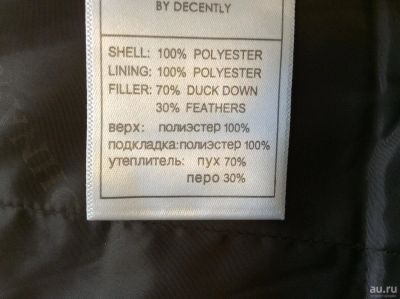 BY DECENTLY
SHELL: 100% POLYESTER
LINING: 100% POLYESTER
FILLER: 70% DUCK DOWN
30% FEATHERS
верх: полиэстер 100%
подкладка:полиэстер 100%
утеплитель: пух 70%
перо 30%
au.ru